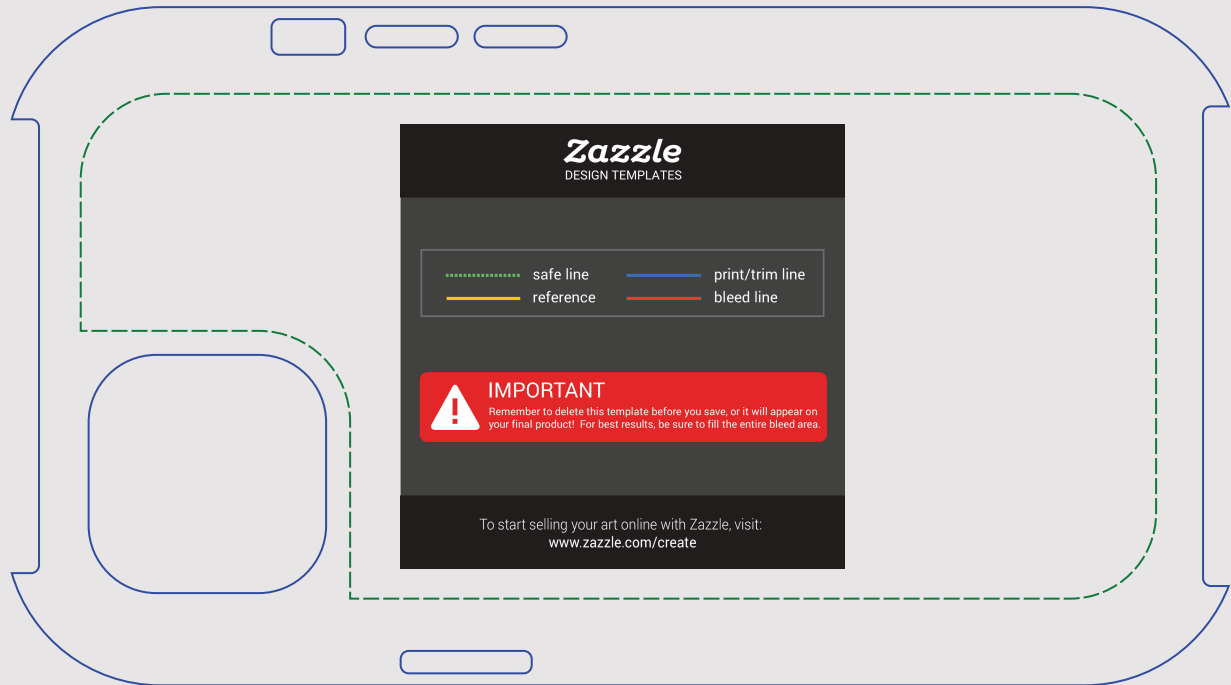 Zazzle
DESIGN TEMPLATES
safe line
print/trim line
reference
bleed line
IMPORTANT
Remember to delete this template before you save, or it will appear on
your final product!  For best results, be sure to fill the entire bleed area.
To start selling your art online with Zazzle, visit:
www.zazzle.com/create